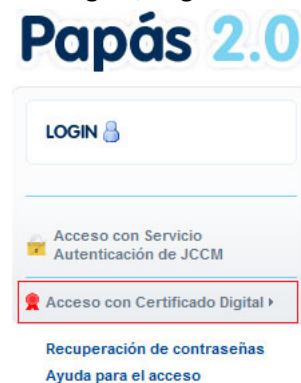 Papás 2.0
LOGIN
Acceso con Servicio
Autenticación de JCCM
Acceso con Certificado Digital
Recuperación de contraseñas
Ayuda para el acceso